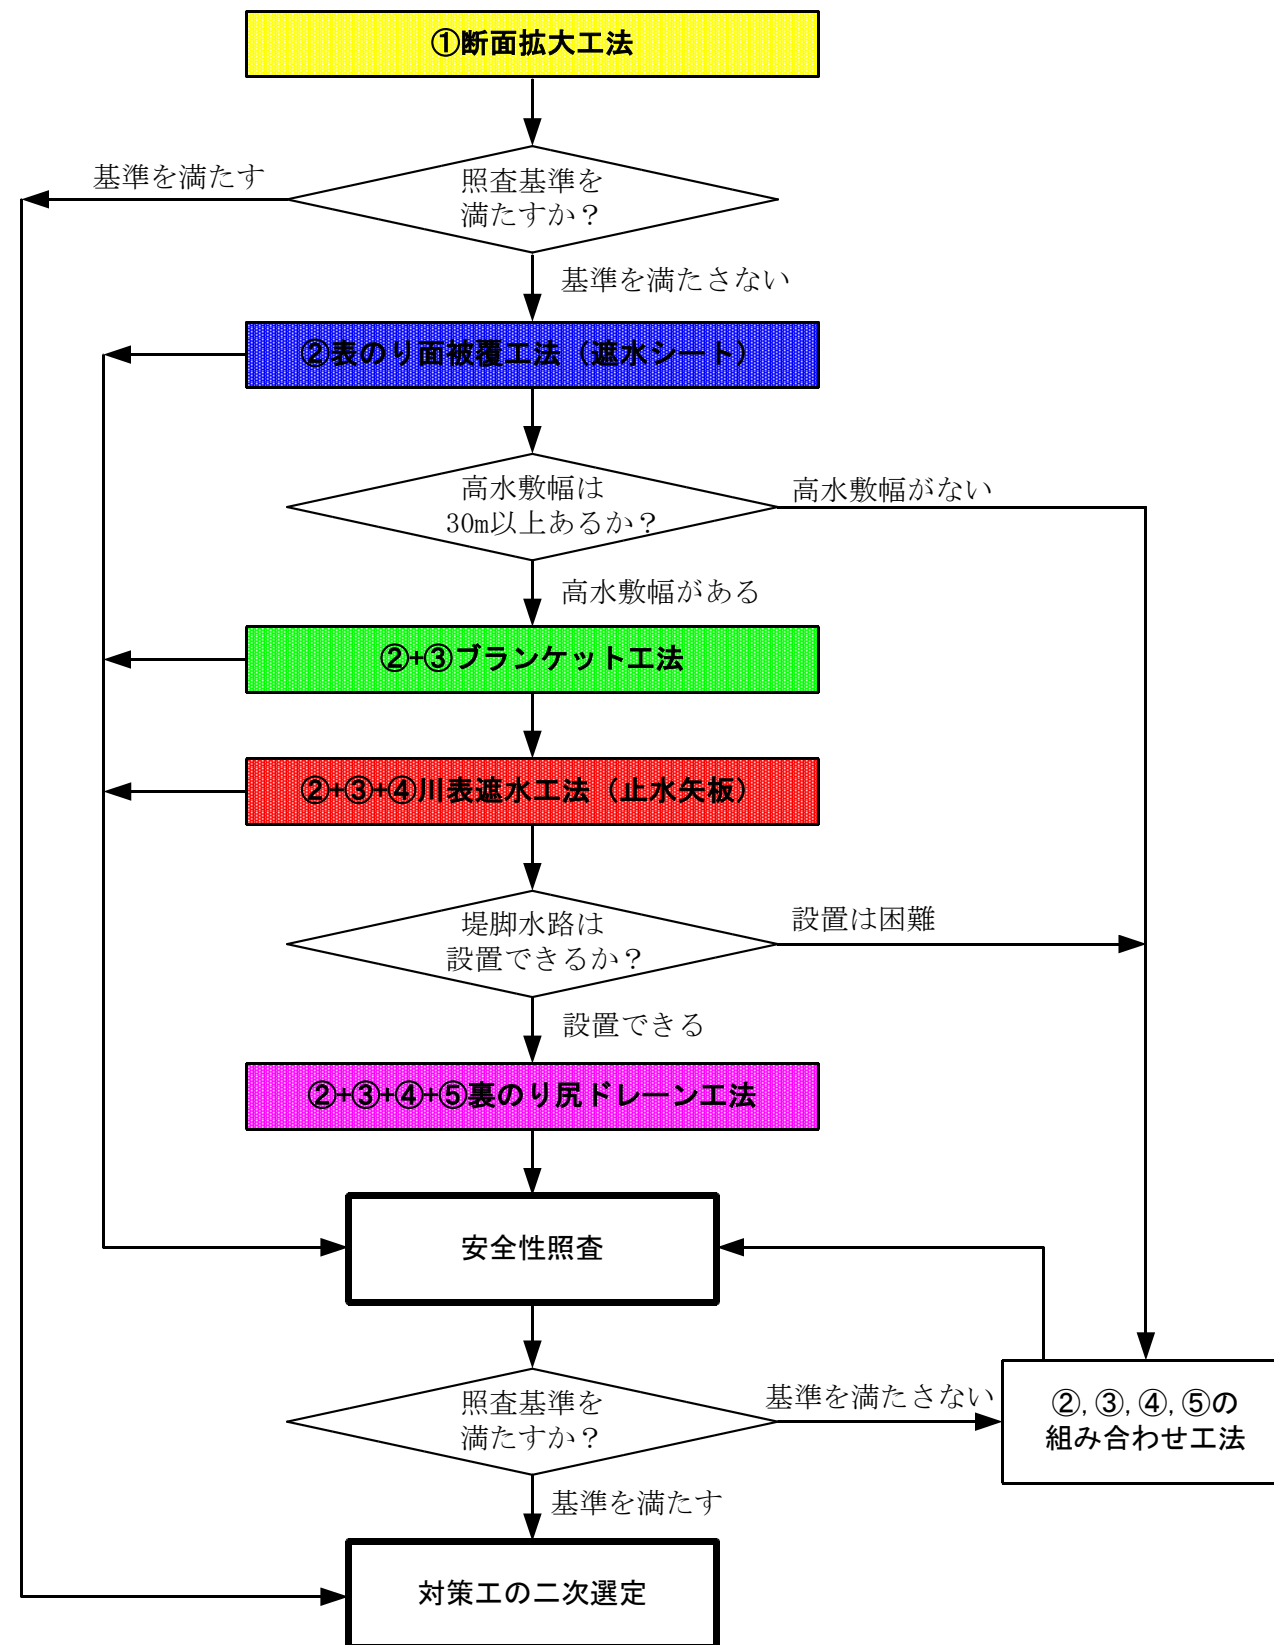 ①断面拡大工法
基準を満たす
照査基準を
満たすか？
基準を満たさない
②表のり面被覆工法（遮水シート）
高水敷幅は
30m以上あるか？
高水敷幅がない
高水敷幅がある
②+③ブランケット工法
②+③+④川表遮水工法（止水矢板）
堤脚水路は
設置できるか？
設置は困難
設置できる
②+③+④+⑤裏のり尻ドレーン工法
安全性照査
照査基準を
満たすか？
基準を満たさない
②,③,④,⑤の
組み合わせ工法
基準を満たす
対策工の二次選定